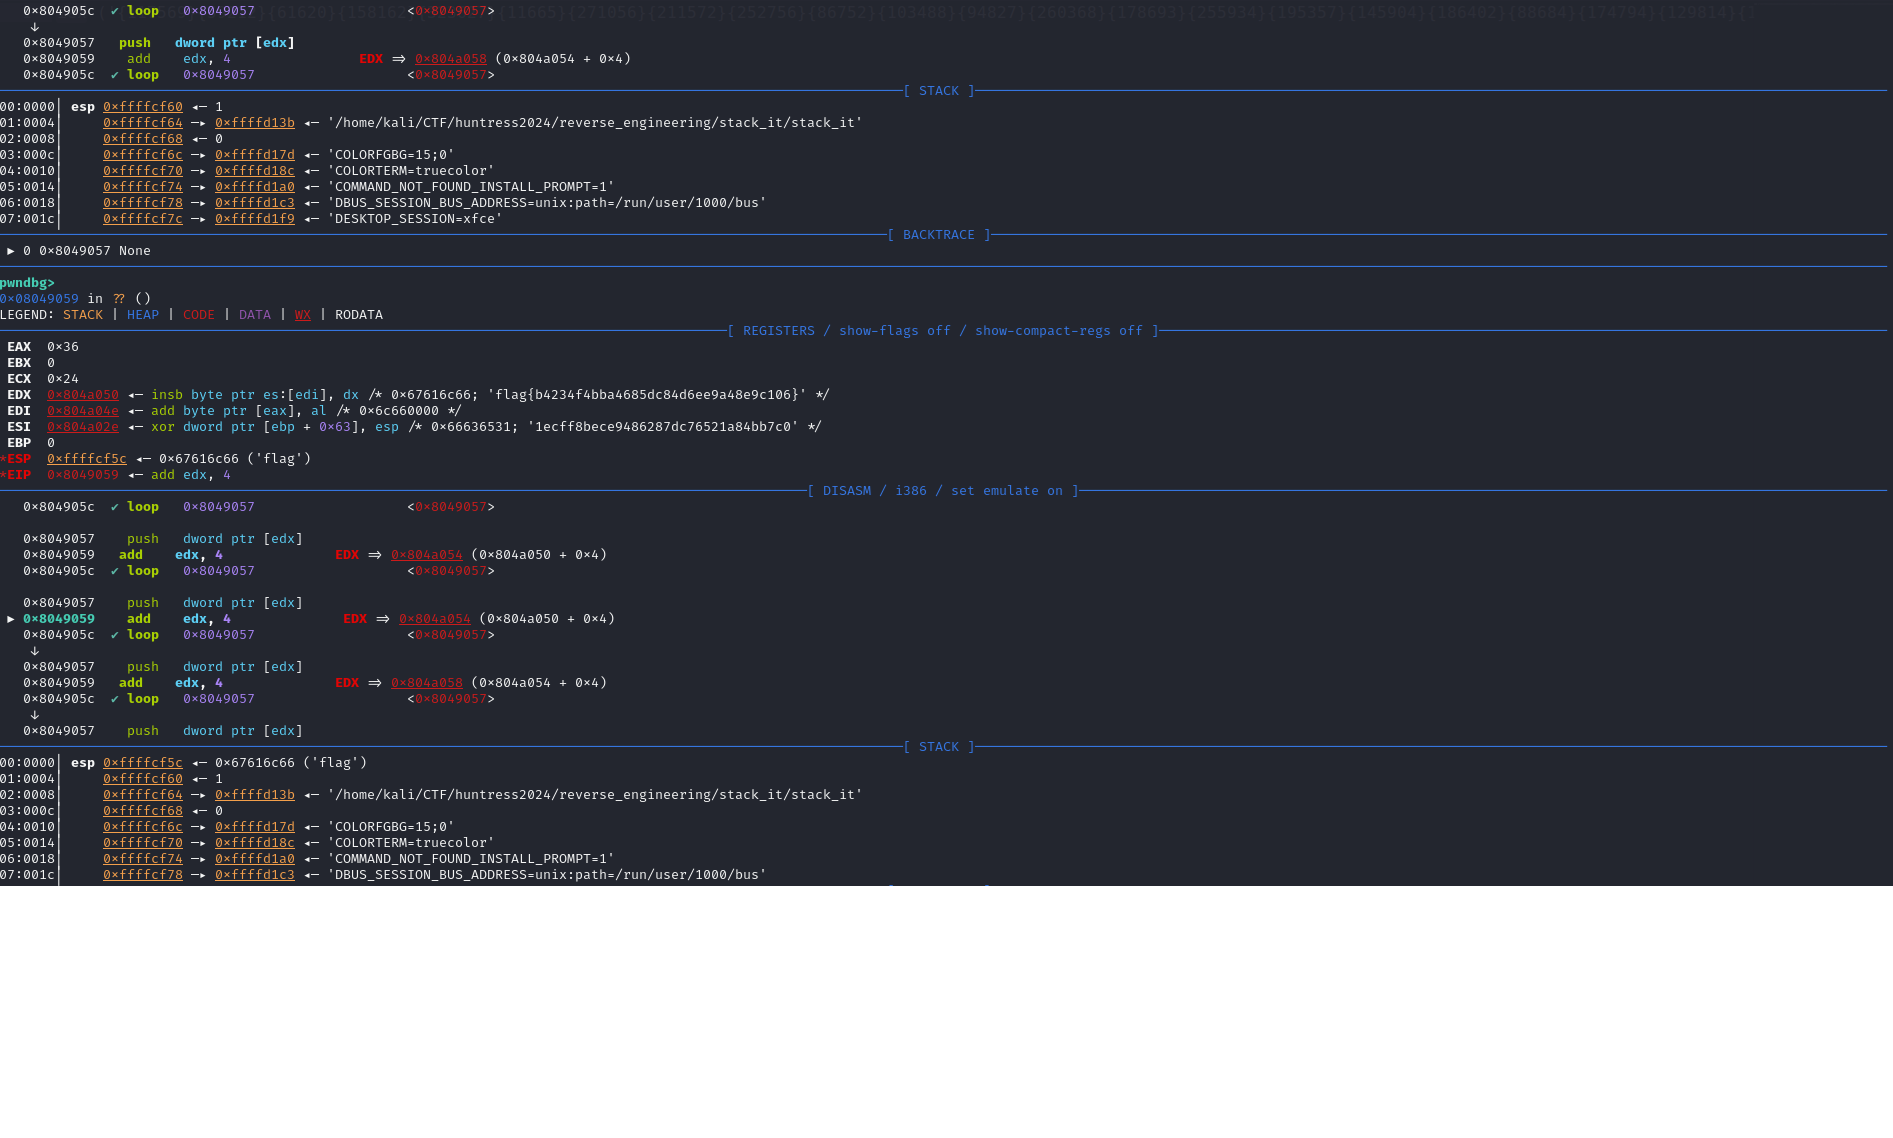 0×804905c ✓ loop 0×8049057 <0×8049057>
↓
0×8049057 push dword ptr [edx]
0×8049059 add edx, 4 EDX ⇒ 0×804a058 (0×804a054 + 0×4)
0×804905c ✓ loop 0×8049057 <0×8049057>
[ STACK ]
00:0000│ esp 0×ffffcf60 ◂— 1
01:0004│ 0×ffffcf64 —▸ 0×ffffd13b ◂— '/home/kali/CTF/huntress2024/reverse_engineering/stack_it/stack_it'
02:0008│ 0×ffffcf68 ◂— 0
03:000c│ 0×ffffcf6c —▸ 0×ffffd17d ◂— 'COLORFGBG=15;0'
04:0010│ 0×ffffcf70 —▸ 0×ffffd18c ◂— 'COLORTERM=truecolor'
05:0014│ 0×ffffcf74 —▸ 0×ffffd1a0 ◂— 'COMMAND_NOT_FOUND_INSTALL_PROMPT=1'
06:0018│ 0×ffffcf78 —▸ 0×ffffd1c3 ◂— 'DBUS_SESSION_BUS_ADDRESS=unix:path=/run/user/1000/bus'
07:001c│ 0×ffffcf7c —▸ 0×ffffd1f9 ◂— 'DESKTOP_SESSION=xfce'
[ BACKTRACE ]
► 0 0×8049057 None
pwndbg>
0×08049059 in ?? ()
LEGEND: STACK | HEAP | CODE | DATA | WX | RODATA
[ REGISTERS / show-flags off / show-compact-regs off ]
EAX 0×36
EBX 0
ECX 0×24
EDX 0×804a050 ◂— insb byte ptr es:[edi], dx /* 0×67616c66; 'flag{b4234f4bba4685dc84d6ee9a48e9c106}' */
EDI 0×804a04e ◂— add byte ptr [eax], al /* 0×6c660000 */
ESI 0×804a02e ◂— xor dword ptr [ebp + 0×63], esp /* 0×66636531; '1ecff8bece9486287dc76521a84bb7c0' */
EBP 0
*ESP 0×ffffcf5c ◂— 0×67616c66 ('flag')
*EIP 0×8049059 ◂— add edx, 4
[ DISASM / i386 / set emulate on ]
0×804905c ✓ loop 0×8049057 <0×8049057>
0×8049057 push dword ptr [edx]
0×8049059 add edx, 4 EDX ⇒ 0×804a054 (0×804a050 + 0×4)
0×804905c ✓ loop 0×8049057 <0×8049057>
0×8049057 push dword ptr [edx]
► 0×8049059 add edx, 4 EDX ⇒ 0×804a054 (0×804a050 + 0×4)
0×804905c ✓ loop 0×8049057 <0×8049057>
↓
0×8049057 push dword ptr [edx]
0×8049059 add edx, 4 EDX ⇒ 0×804a058 (0×804a054 + 0×4)
0×804905c ✓ loop 0×8049057 <0×8049057>
↓
0×8049057 push dword ptr [edx]
[ STACK ]
00:0000│ esp 0×ffffcf5c ◂— 0×67616c66 ('flag')
01:0004│ 0×ffffcf60 ◂— 1
02:0008│ 0×ffffcf64 —▸ 0×ffffd13b ◂— '/home/kali/CTF/huntress2024/reverse_engineering/stack_it/stack_it'
03:000c│ 0×ffffcf68 ◂— 0
04:0010│ 0×ffffcf6c —▸ 0×ffffd17d ◂— 'COLORFGBG=15;0'
05:0014│ 0×ffffcf70 —▸ 0×ffffd18c ◂— 'COLORTERM=truecolor'
06:0018│ 0×ffffcf74 —▸ 0×ffffd1a0 ◂— 'COMMAND_NOT_FOUND_INSTALL_PROMPT=1'
07:001c│ 0×ffffcf78 —▸ 0×ffffd1c3 ◂— 'DBUS_SESSION_BUS_ADDRESS=unix:path=/run/user/1000/bus'